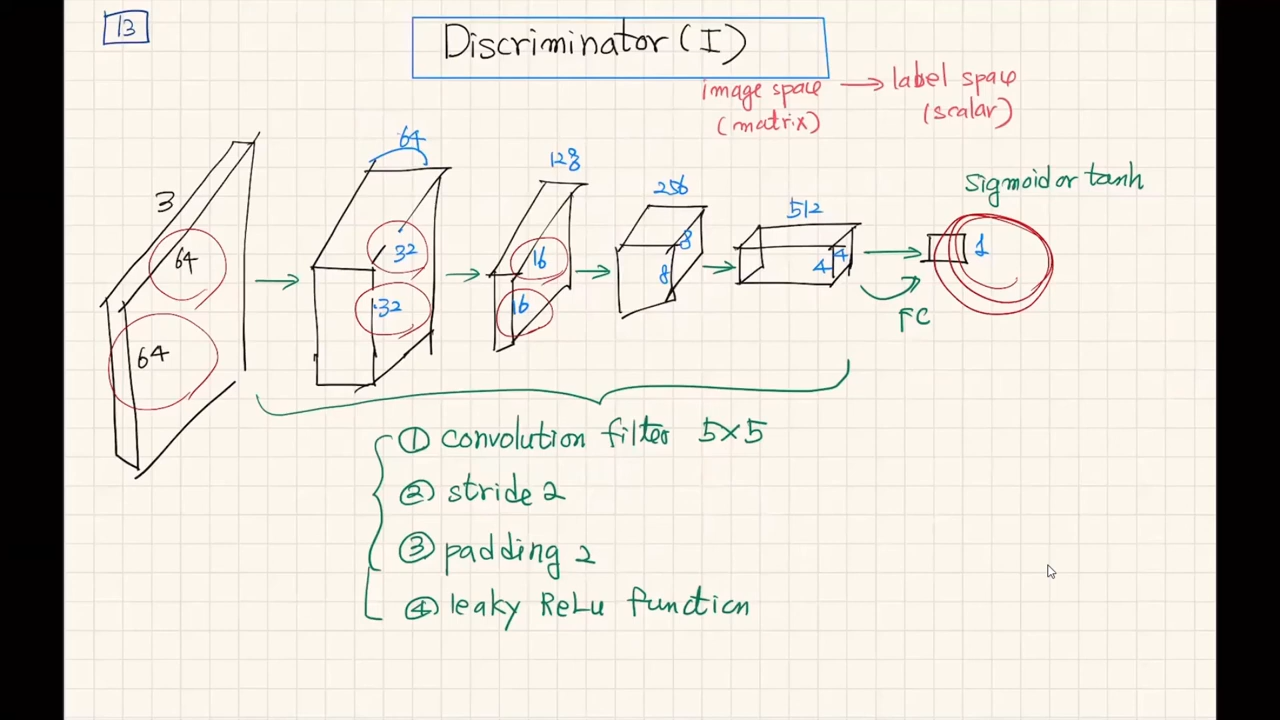 13
Discriminator (I)
image space → label space
(matrix) (scalar)
3
64
64
64
32
32
128
16
16
256
8
8
512
4
4
Sigmoid or tanh
1
FC
① convolution filter 5×5
② stride 2
③ padding 2
④ leaky ReLu function